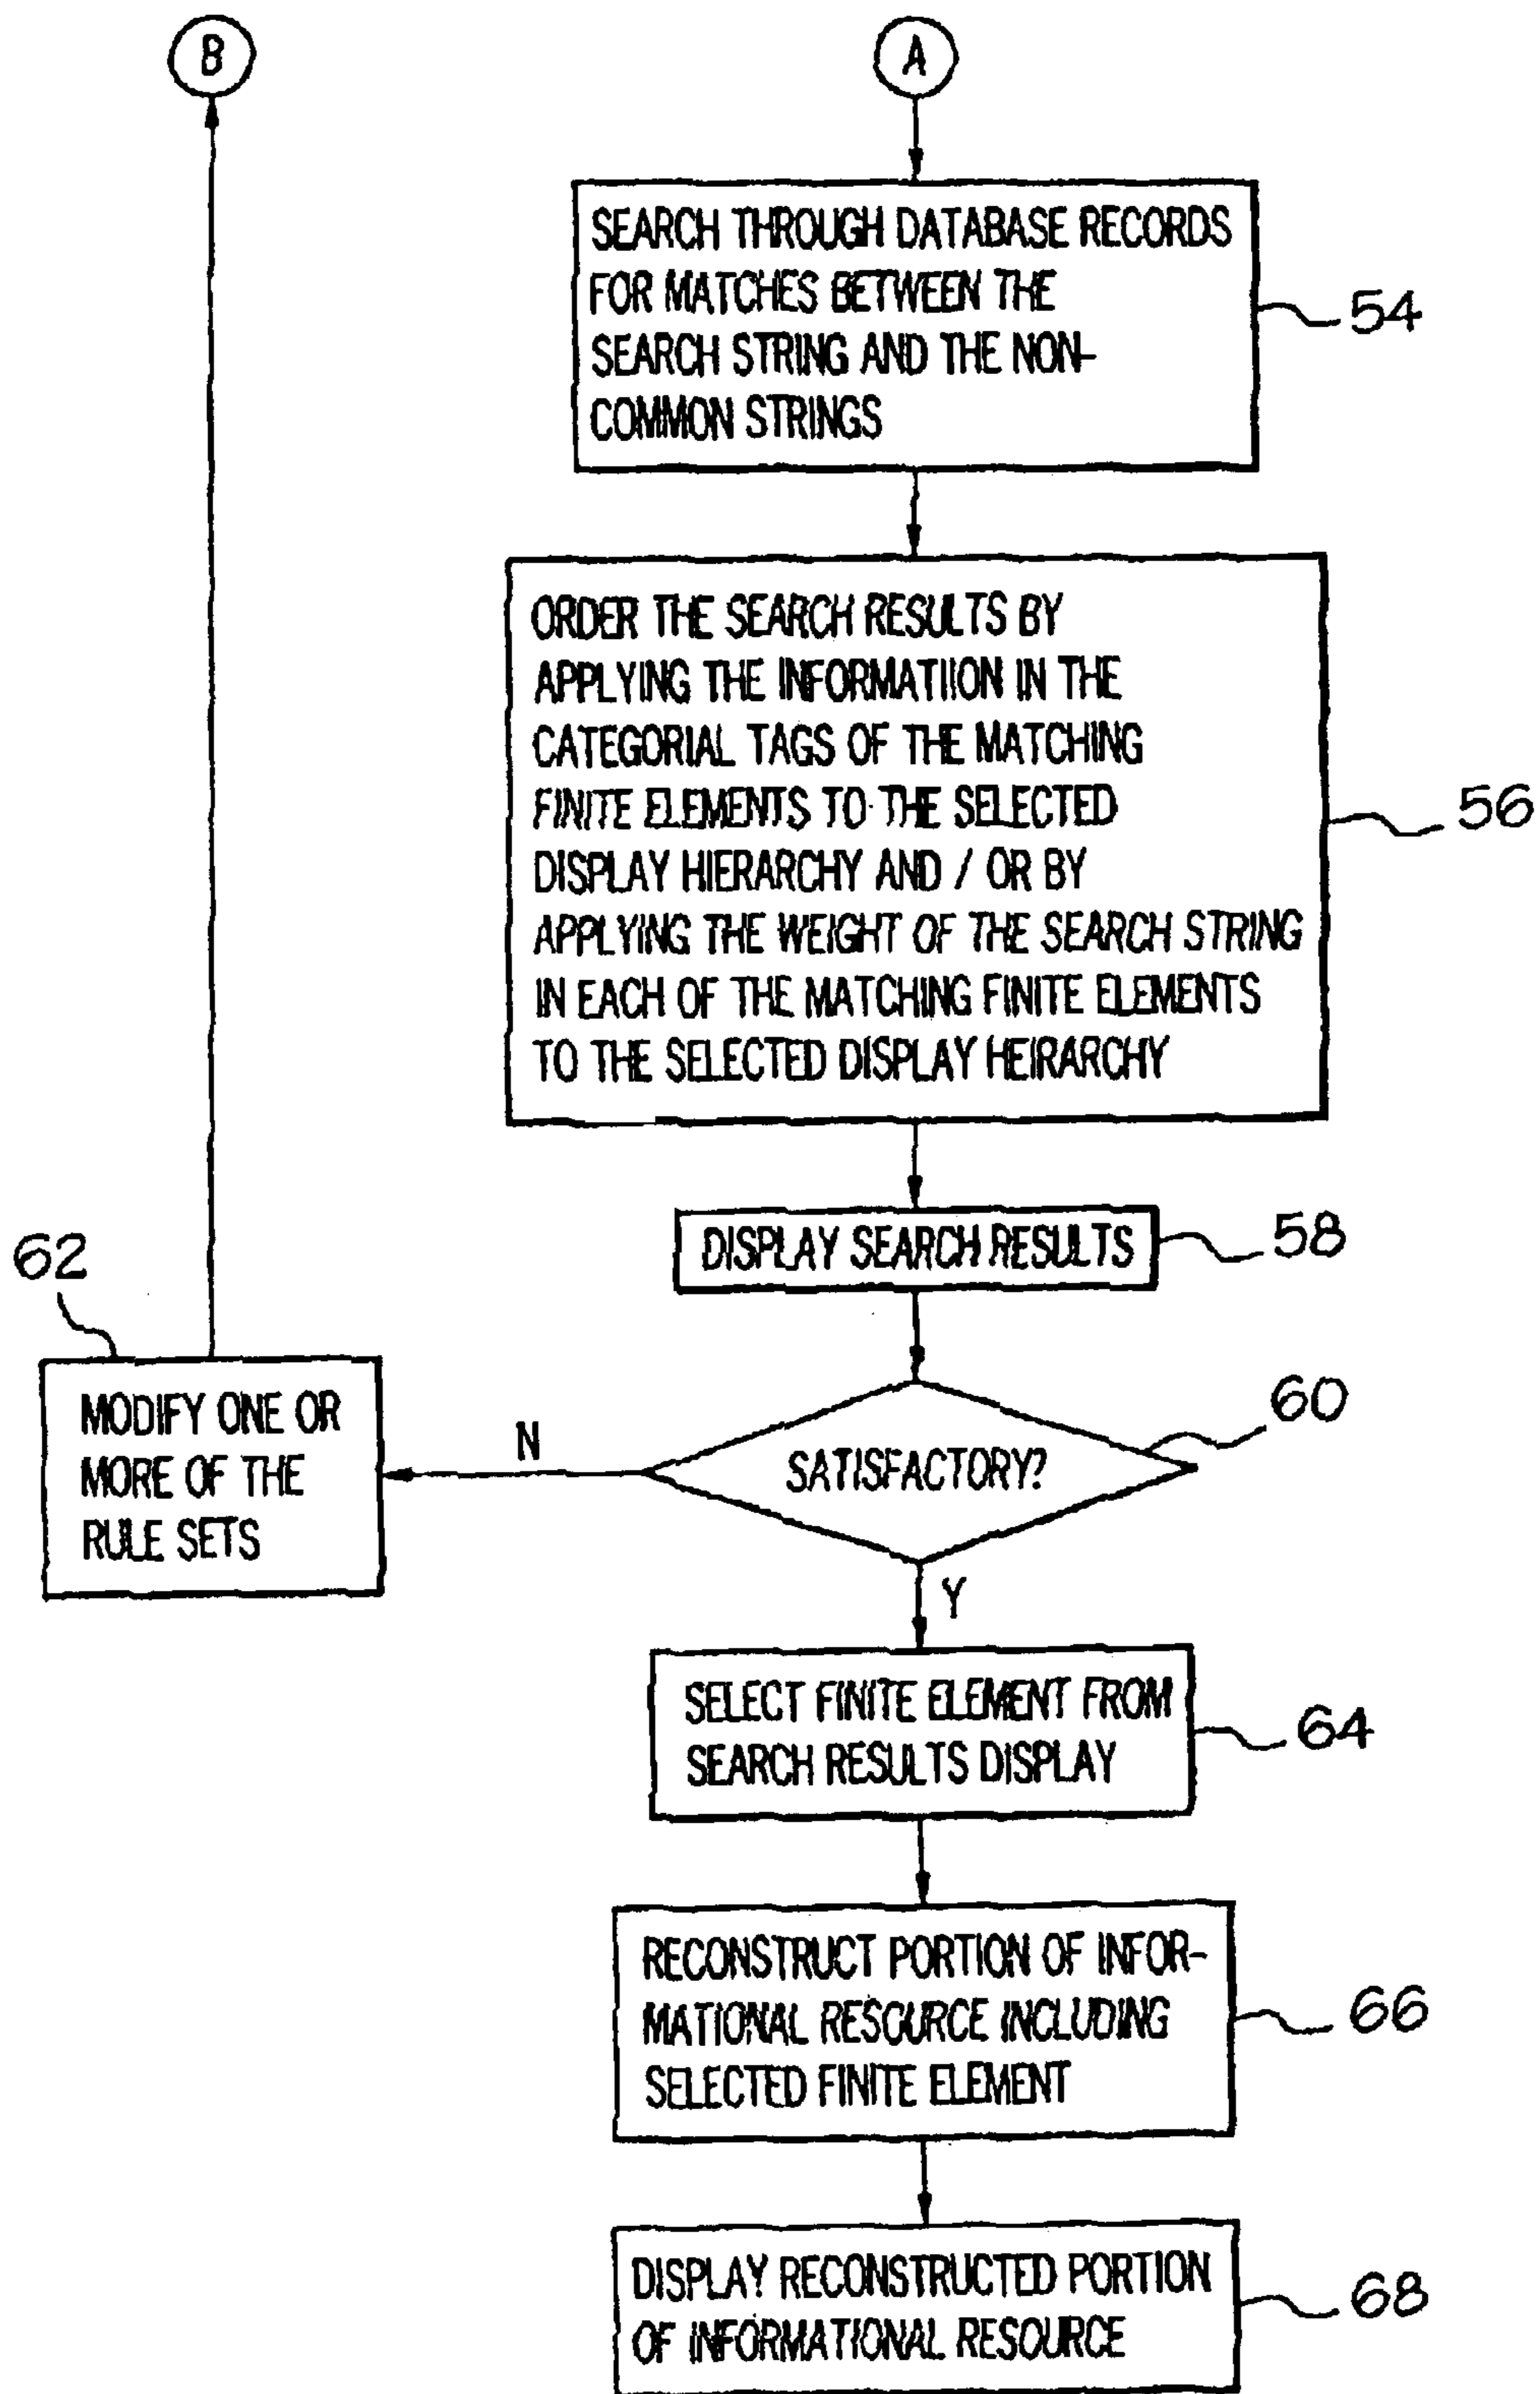 B
A
SEARCH THROUGH DATABASE RECORDS
FOR MATCHES BETWEEN THE
SEARCH STRING AND THE NON-
COMMON STRINGS
54
ORDER THE SEARCH RESULTS BY
APPLYING THE INFORMATIION IN THE
CATEGORIAL TAGS OF THE MATCHING
FINITE ELEMENTS TO THE SELECTED
DISPLAY HIERARCHY AND / OR BY
APPLYING THE WEIGHT OF THE SEARCH STRING
IN EACH OF THE MATCHING FINITE ELEMENTS
TO THE SELECTED DISPLAY HEIRARCHY
56
DISPLAY SEARCH RESULTS
58
62
MODIFY ONE OR
MORE OF THE
RULE SETS
N
SATISFACTORY?
60
Y
SELECT FINITE ELEMENT FROM
SEARCH RESULTS DISPLAY
64
RECONSTRUCT PORTION OF INFOR-
MATIONAL RESOURCE INCLUDING
SELECTED FINITE ELEMENT
66
DISPLAY RECONSTRUCTED PORTION
OF INFORMATIONAL RESOURCE
68